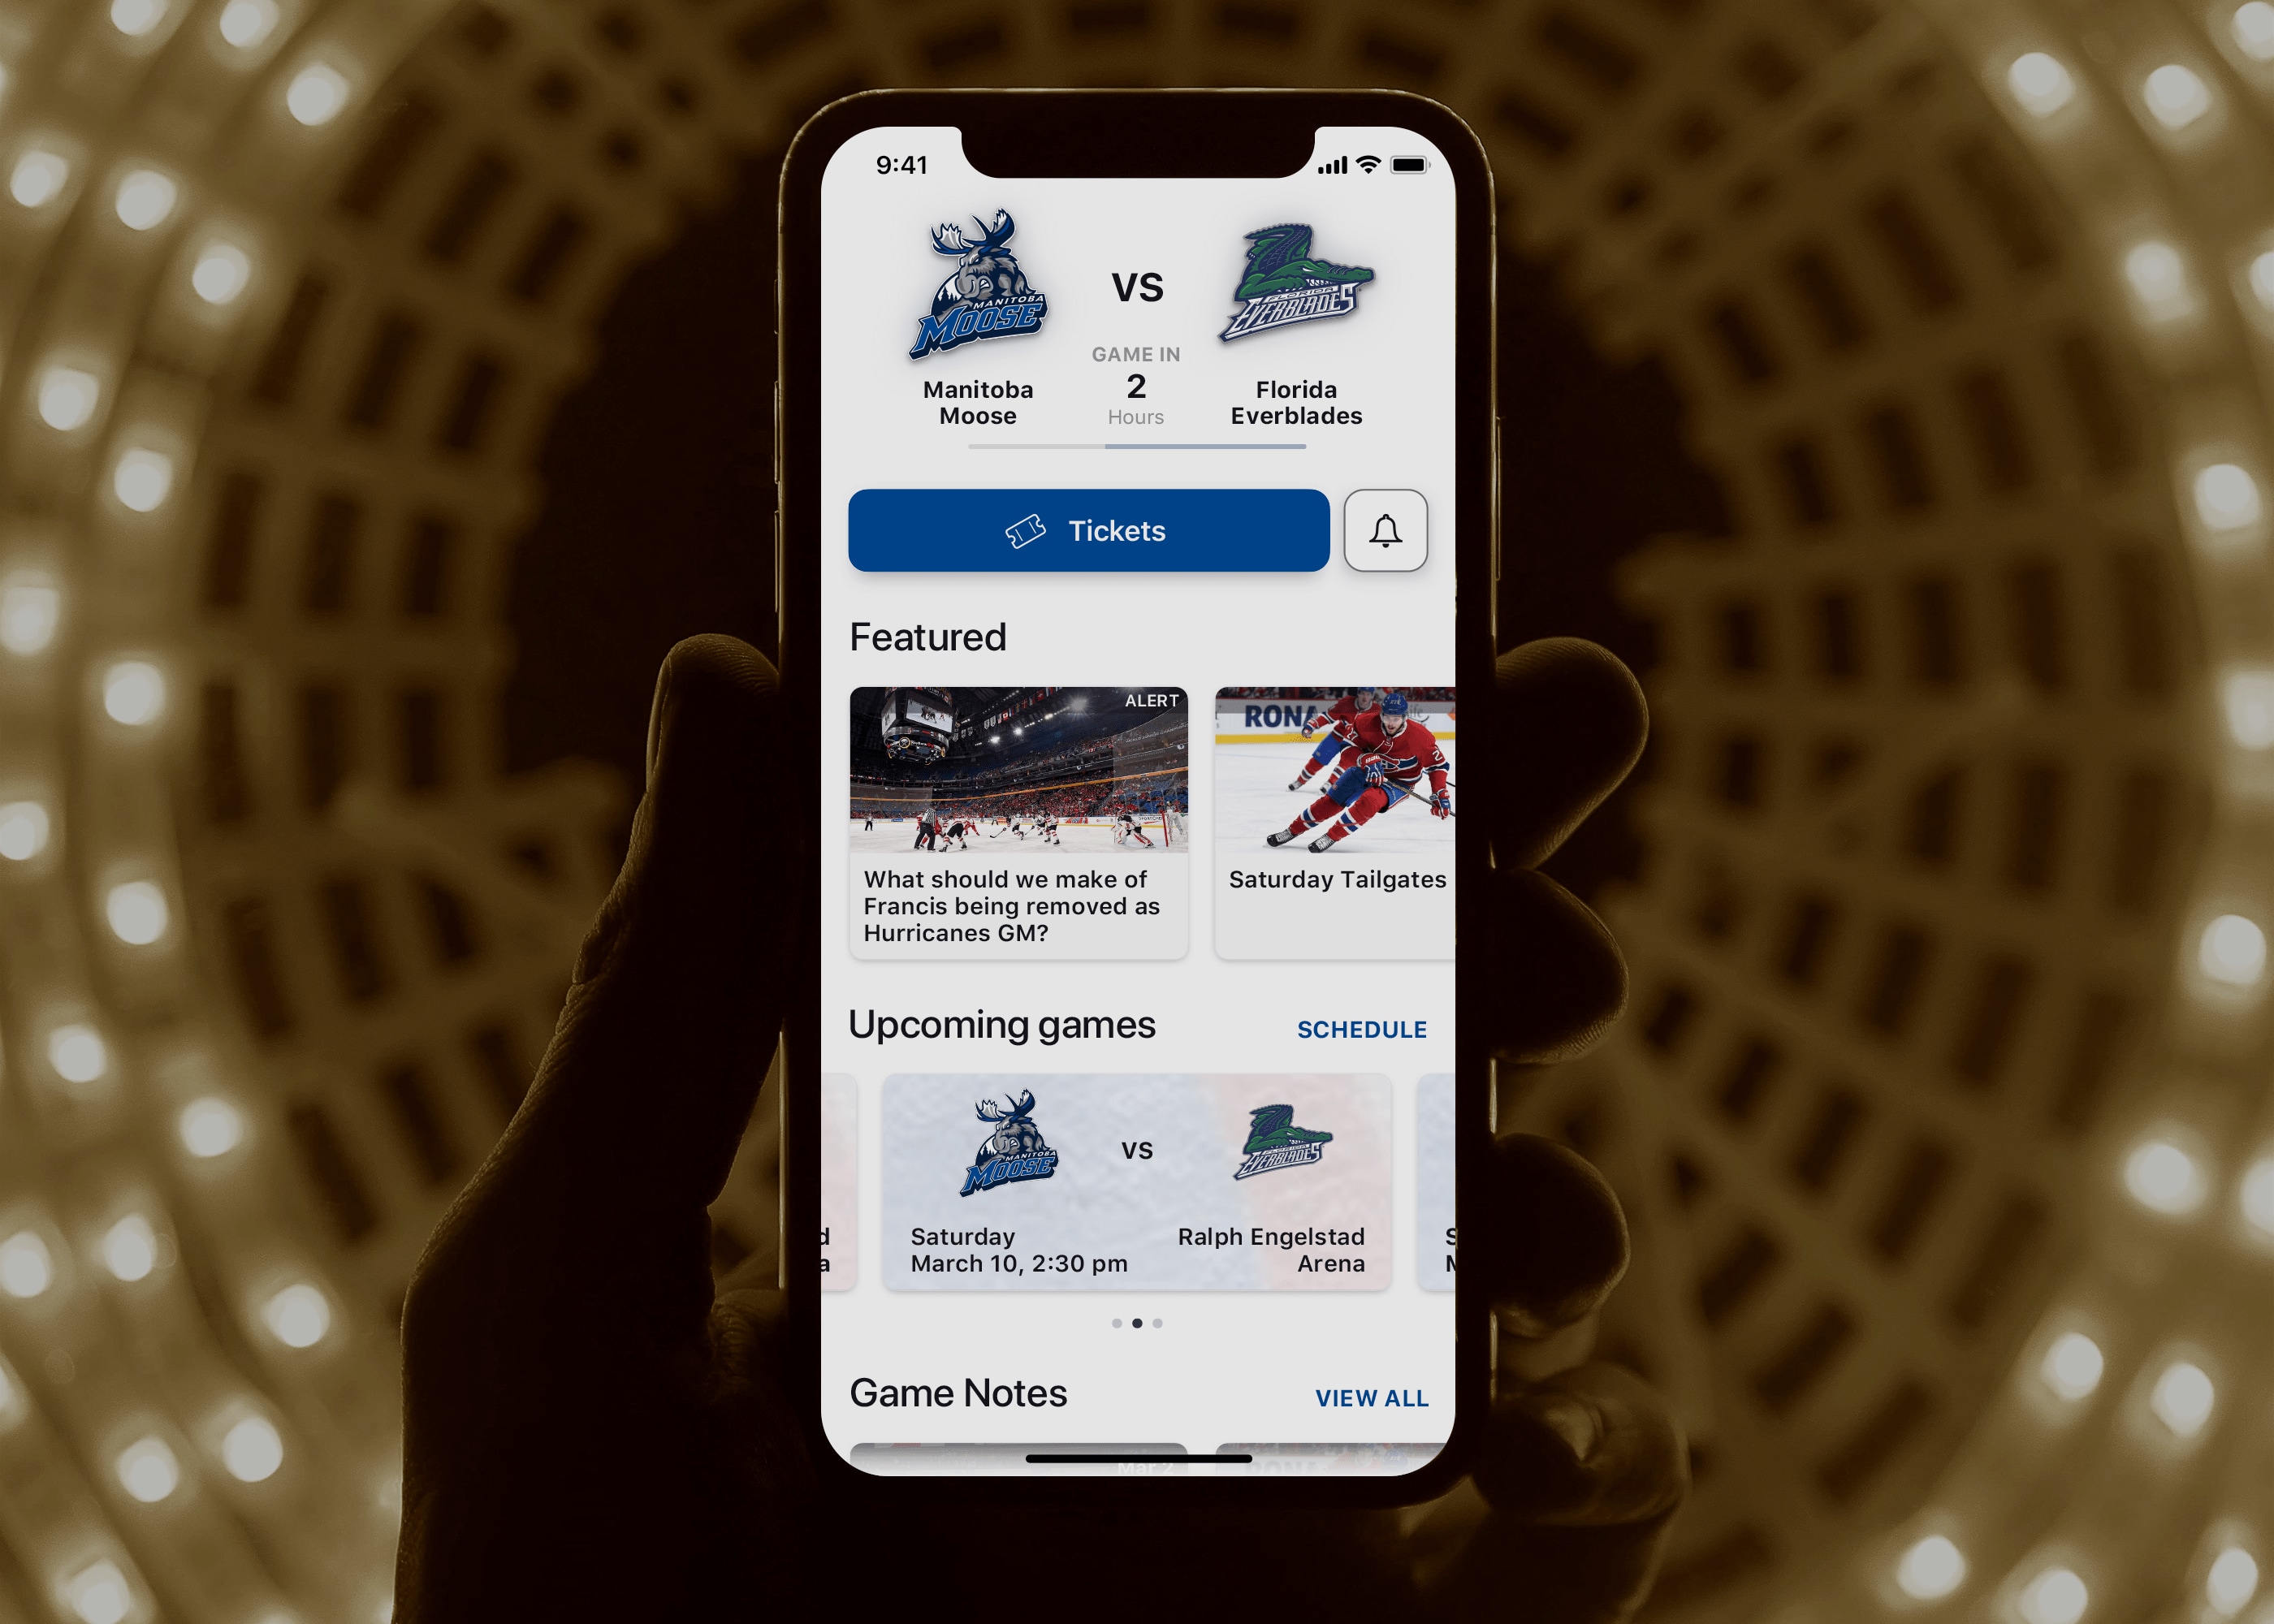 9:41
MANITOBA
MOOSE
VS
FLORIDA
EVERBLADES
GAME IN
2
Hours
Manitoba
Moose
Florida
Everblades
Tickets
Featured
ALERT
RONA
What should we make of
Francis being removed as
Hurricanes GM?
Saturday Tailgates
Upcoming games
SCHEDULE
MANITOBA
MOOSE
VS
FLORIDA
EVERBLADES
Saturday
March 10, 2:30 pm
Ralph Engelstad
Arena
Game Notes
VIEW ALL
Mar 2